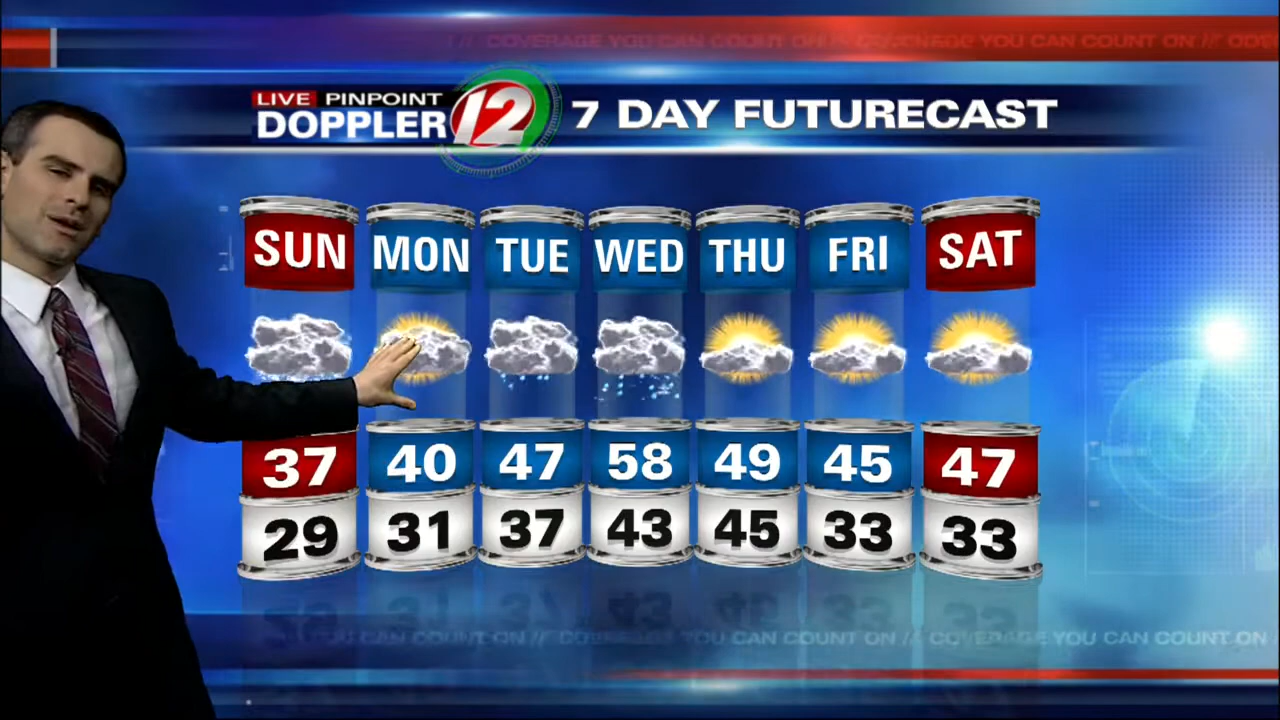 // COVERAGE YOU CAN COUNT ON // COVERAGE YOU CAN COUNT ON //
LIVE PINPOINT
DOPPLER 12
7 DAY FUTURECAST
SUN MON TUE WED THU FRI SAT
37 40 47 58 49 45 47
29 31 37 43 45 33 33
YOU CAN COUNT ON // COVERAGE YOU CAN COUNT ON // COVERAGE YOU CAN COUNT ON